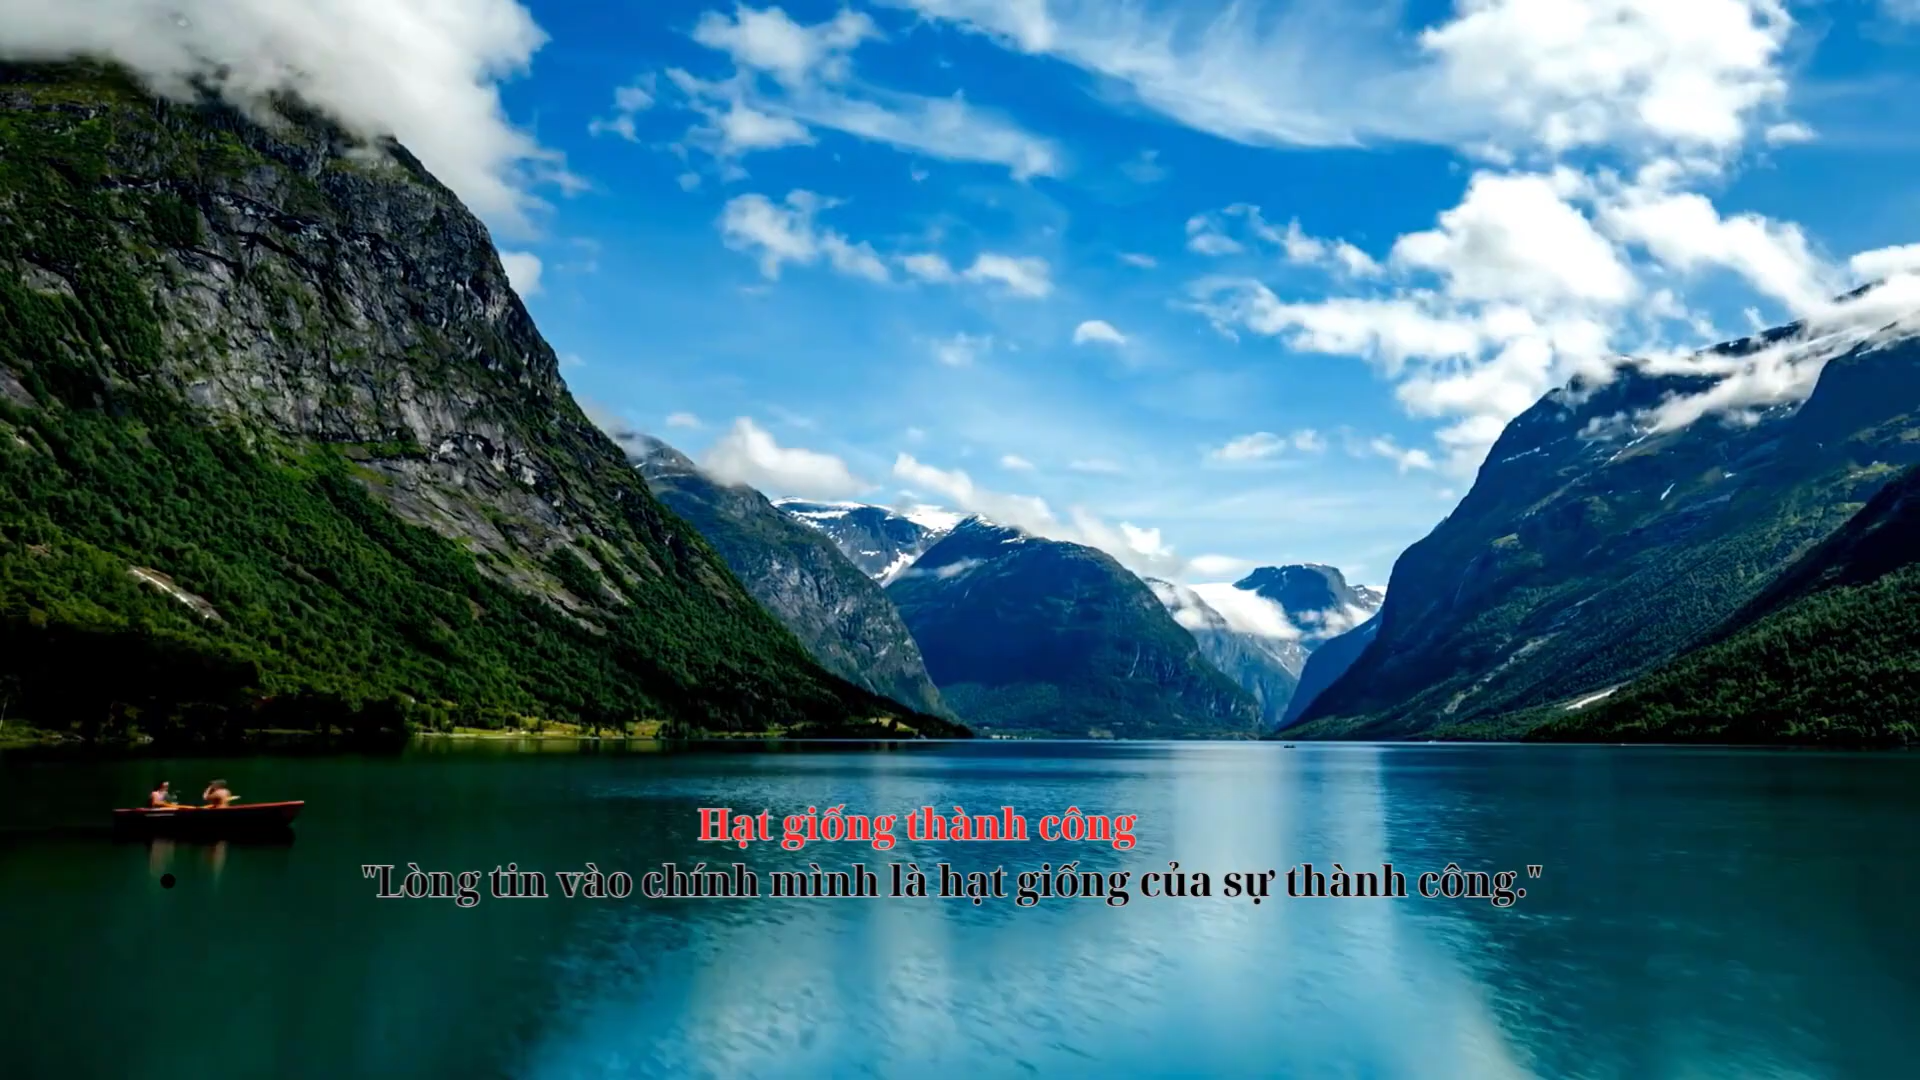 Hạt giống thành công
"Lòng tin vào chính mình là hạt giống của sự thành công."